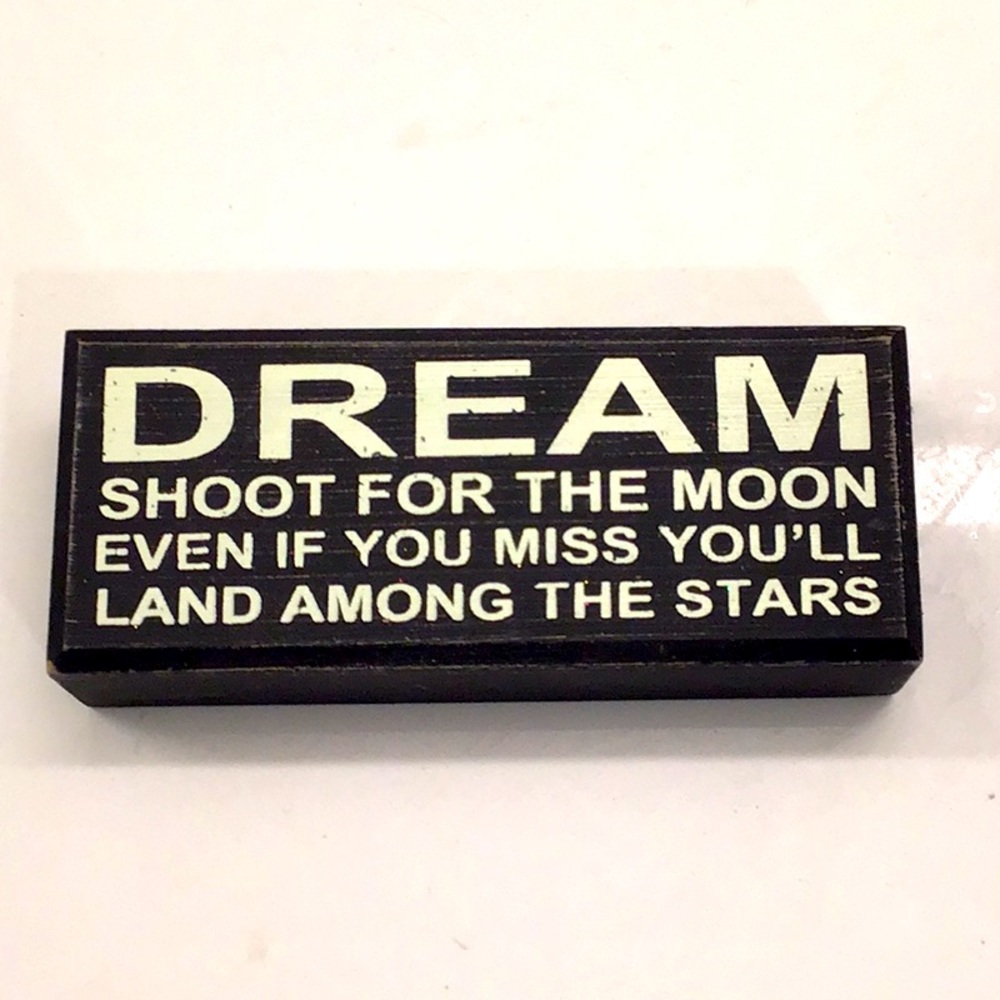 DREAM
SHOOT FOR THE MOON
EVEN IF YOU MISS YOU'LL
LAND AMONG THE STARS